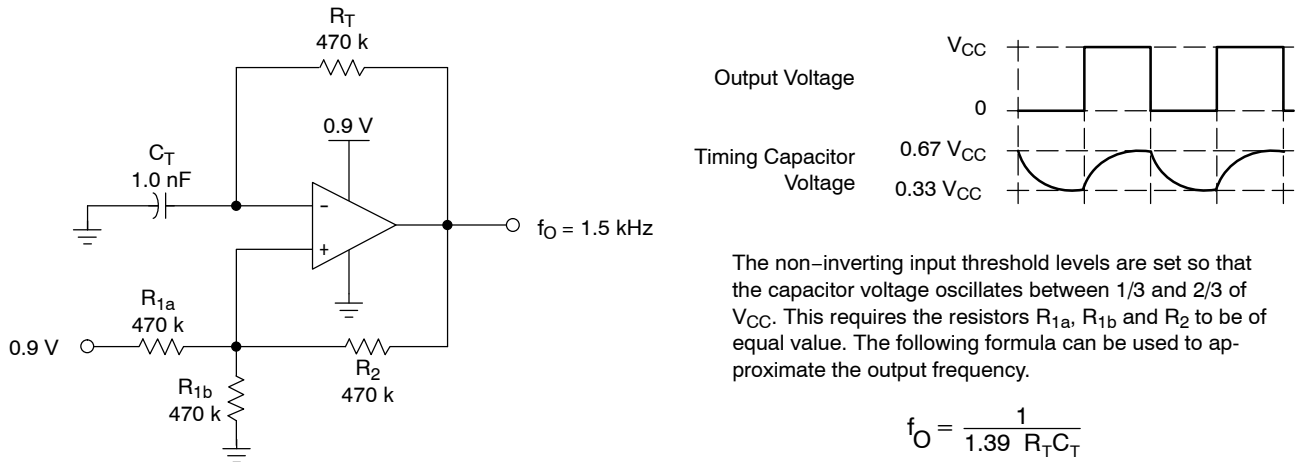 R_T
470 k
0.9 V
C_T
1.0 nF
−
+
f_O = 1.5 kHz
R_1a
470 k
0.9 V
R_1b
470 k
R_2
470 k
Output Voltage
V_CC
0
Timing Capacitor
Voltage
0.67 V_CC
0.33 V_CC
The non−inverting input threshold levels are set so that
the capacitor voltage oscillates between 1/3 and 2/3 of
V_CC. This requires the resistors R_1a, R_1b and R_2 to be of
equal value. The following formula can be used to ap-
proximate the output frequency.
f_O = 1 / 1.39 R_TC_T